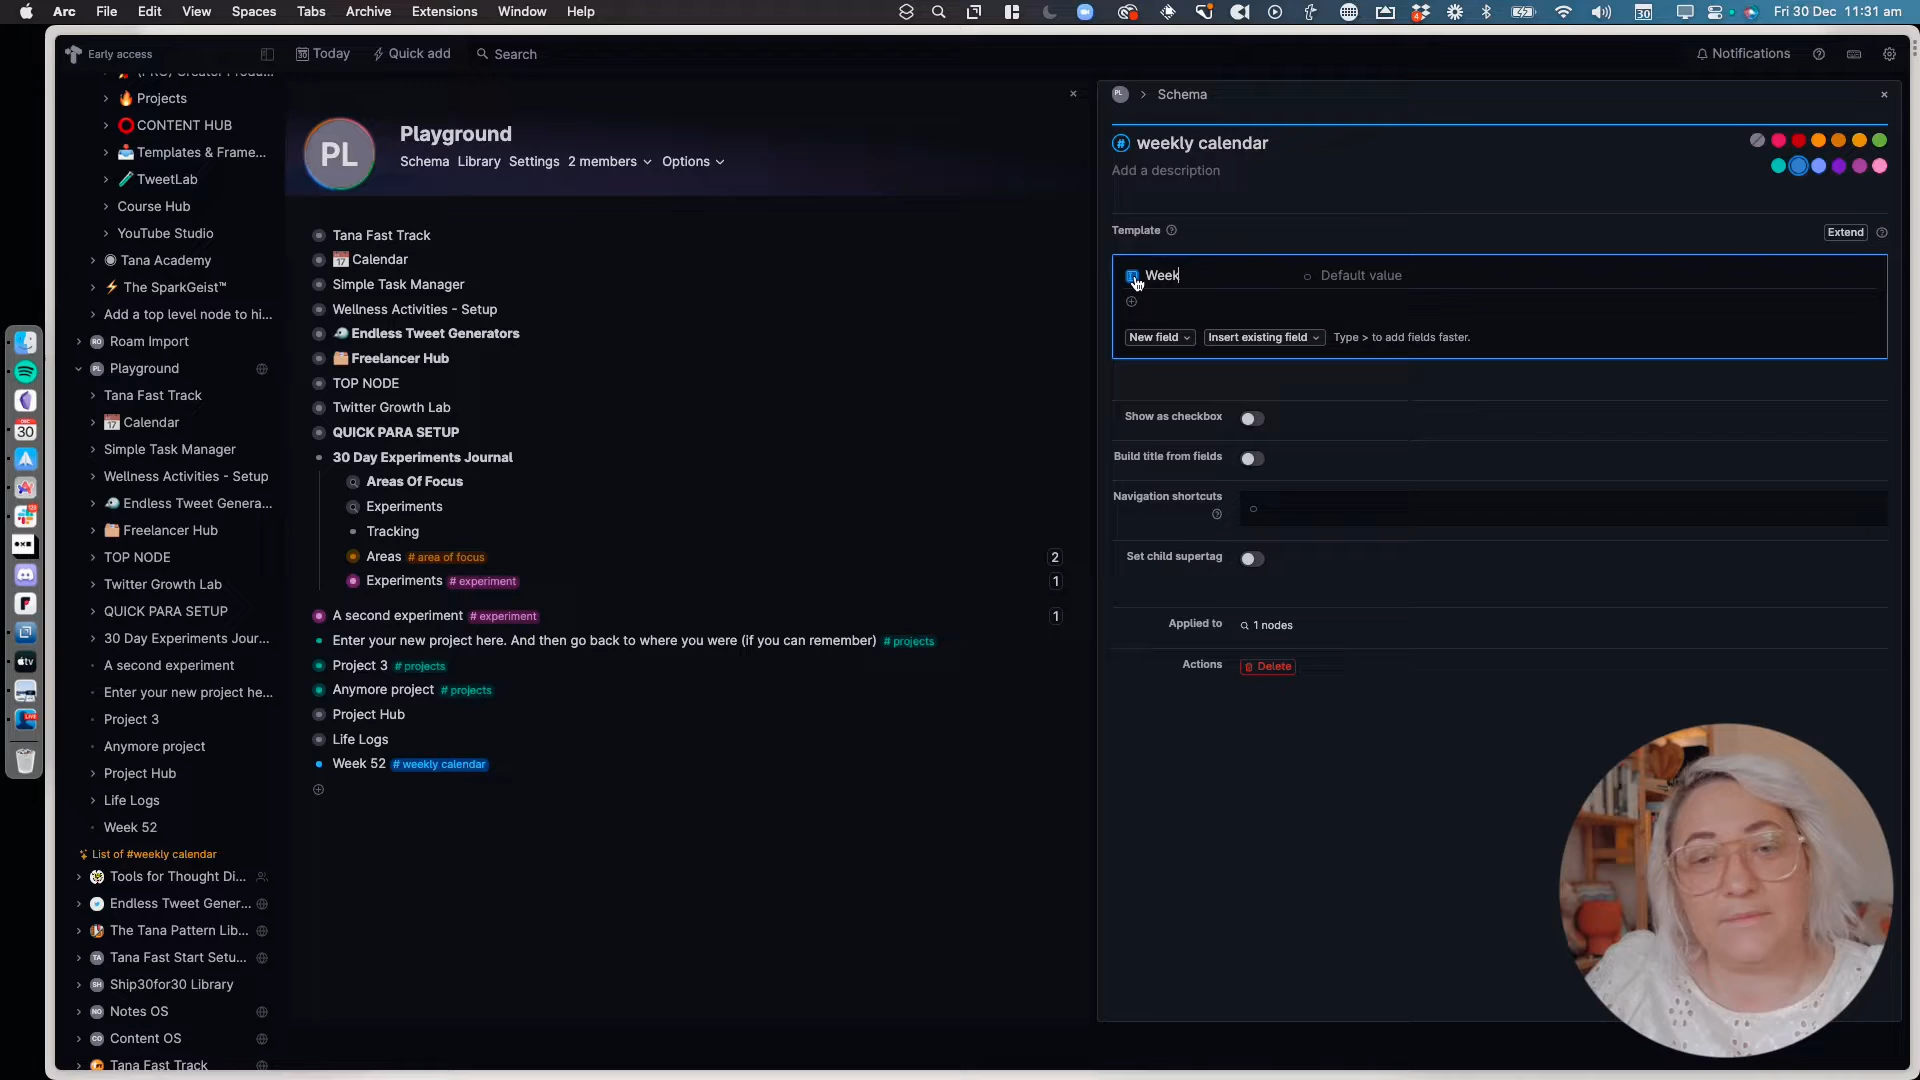 Arc File Edit View Spaces Tabs Archive Extensions Window Help
30
Fri 30 Dec 11:31 am
Early access
Today Quick add Search
Notifications
Projects
CONTENT HUB
Templates & Frame...
TweetLab
Course Hub
YouTube Studio
Tana Academy
The SparkGeist™
Add a top level node to hi...
RO Roam Import
PL Playground
Tana Fast Track
Calendar
Simple Task Manager
Wellness Activities - Setup
Endless Tweet Genera...
Freelancer Hub
TOP NODE
Twitter Growth Lab
QUICK PARA SETUP
30 Day Experiments Jour...
A second experiment
Enter your new project he...
Project 3
Anymore project
Project Hub
Life Logs
Week 52
List of #weekly calendar
Tools for Thought Di...
Endless Tweet Gener...
The Tana Pattern Lib...
TA Tana Fast Start Setu...
SH Ship30for30 Library
NO Notes OS
CO Content OS
Tana Fast Track
PL
Playground
Schema Library Settings 2 members Options
Tana Fast Track
Calendar
Simple Task Manager
Wellness Activities - Setup
Endless Tweet Generators
Freelancer Hub
TOP NODE
Twitter Growth Lab
QUICK PARA SETUP
30 Day Experiments Journal
Areas Of Focus
Experiments
Tracking
Areas # area of focus 2
Experiments # experiment 1
A second experiment # experiment 1
Enter your new project here. And then go back to where you were (if you can remember) # projects
Project 3 # projects
Anymore project # projects
Project Hub
Life Logs
Week 52 # weekly calendar
PL > Schema
# weekly calendar
Add a description
Template
Extend
Week Default value
New field Insert existing field Type > to add fields faster.
Show as checkbox
Build title from fields
Navigation shortcuts
Set child supertag
Applied to 1 nodes
Actions Delete